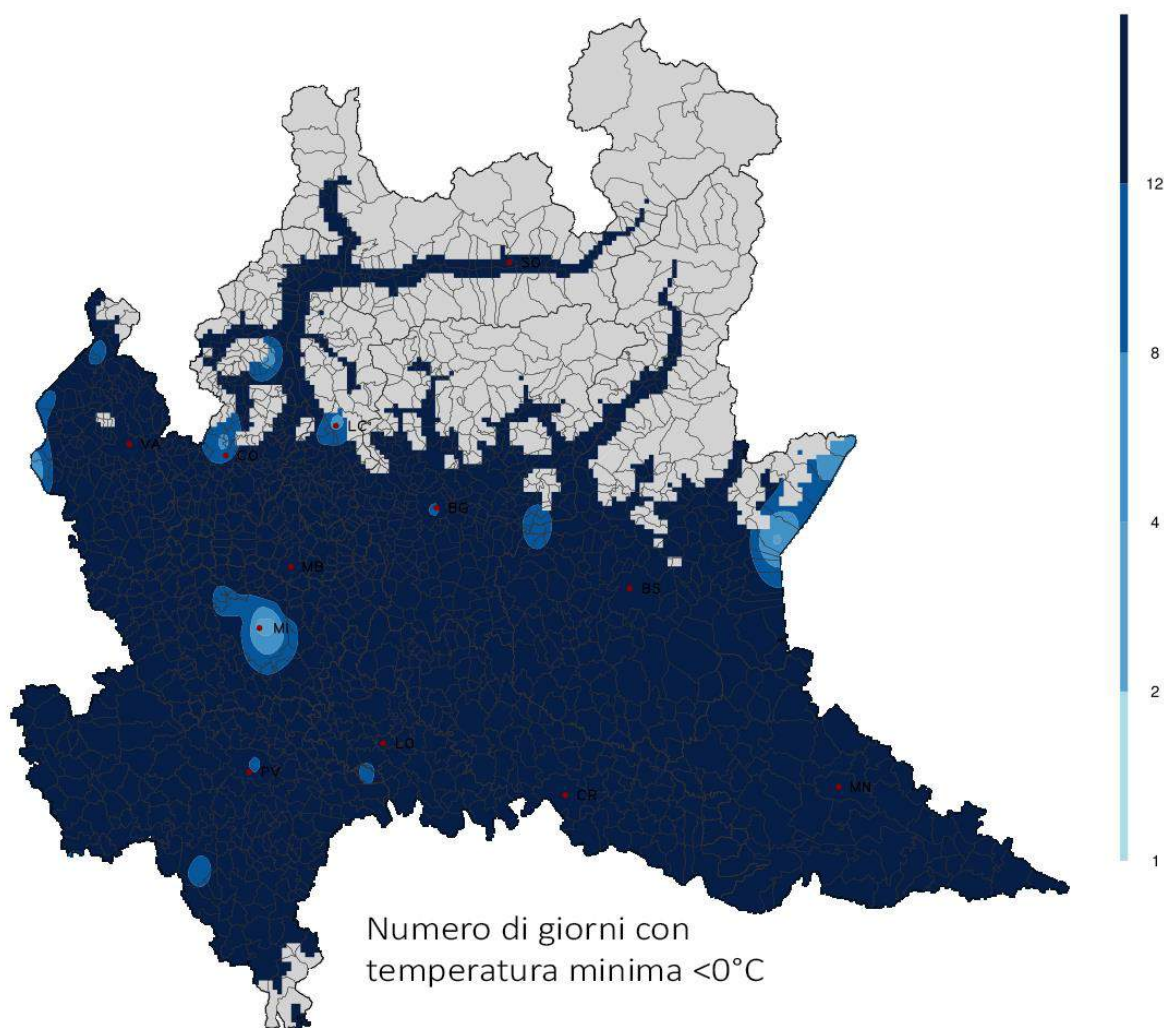 12
SO
8
LC
VA
CO
BG
4
MB
BS
MI
2
LO
PV
MN
CR
1
Numero di giorni con
temperatura minima <0°C